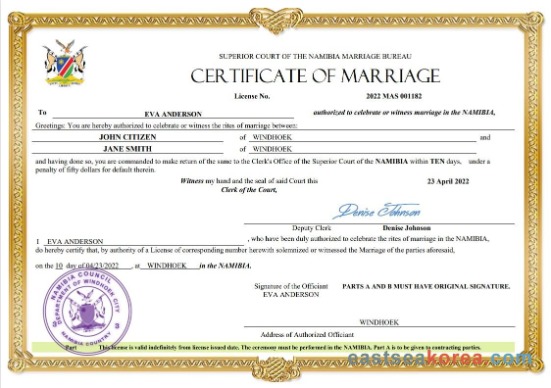 SUPERIOR COURT OF THE NAMIBIA MARRIAGE BUREAU
CERTIFICATE OF MARRIAGE
License No. 2022 MAS 001182
To EVA ANDERSON authorized to celebrate or witness marriage in the NAMIBIA,
Greetings: You are hereby authorized to celebrate or witness the rites of marriage between:
JOHN CITIZEN of WINDHOEK and
JANE SMITH of WINDHOEK
and having done so, you are commanded to make return of the same to the Clerk's Office of the Superior Court of the NAMIBIA within TEN days, under a
penalty of fifty dollars for default therein.
Witness my hand and the seal of said Court this 23 April 2022
Clerk of the Court,
Denise Johnson
Deputy Clerk Denise Johnson
I EVA ANDERSON , who have been duly authorized to celebrate the rites of marriage in the NAMIBIA,
do hereby certify that, by authority of a License of corresponding number herewith solemnized or witnessed the Marriage of the parties aforesaid,
on the 10 day of 04/23/2022 , at WINDHOEK in the NAMIBIA.
NAMIBIA COUNCIL
DEPARTMENT OF WINDHOEK CITY
NAMIBIA COUNTRY
Signature of the Officiant PARTS A AND B MUST HAVE ORIGINAL SIGNATURE.
EVA ANDERSON
WINDHOEK
Address of Authorized Officiant
Part This license is valid indefinitely from license issued date. The ceremony must be performed in the NAMIBIA. Part A is to be given to contracting parties.
eastseakorea.com